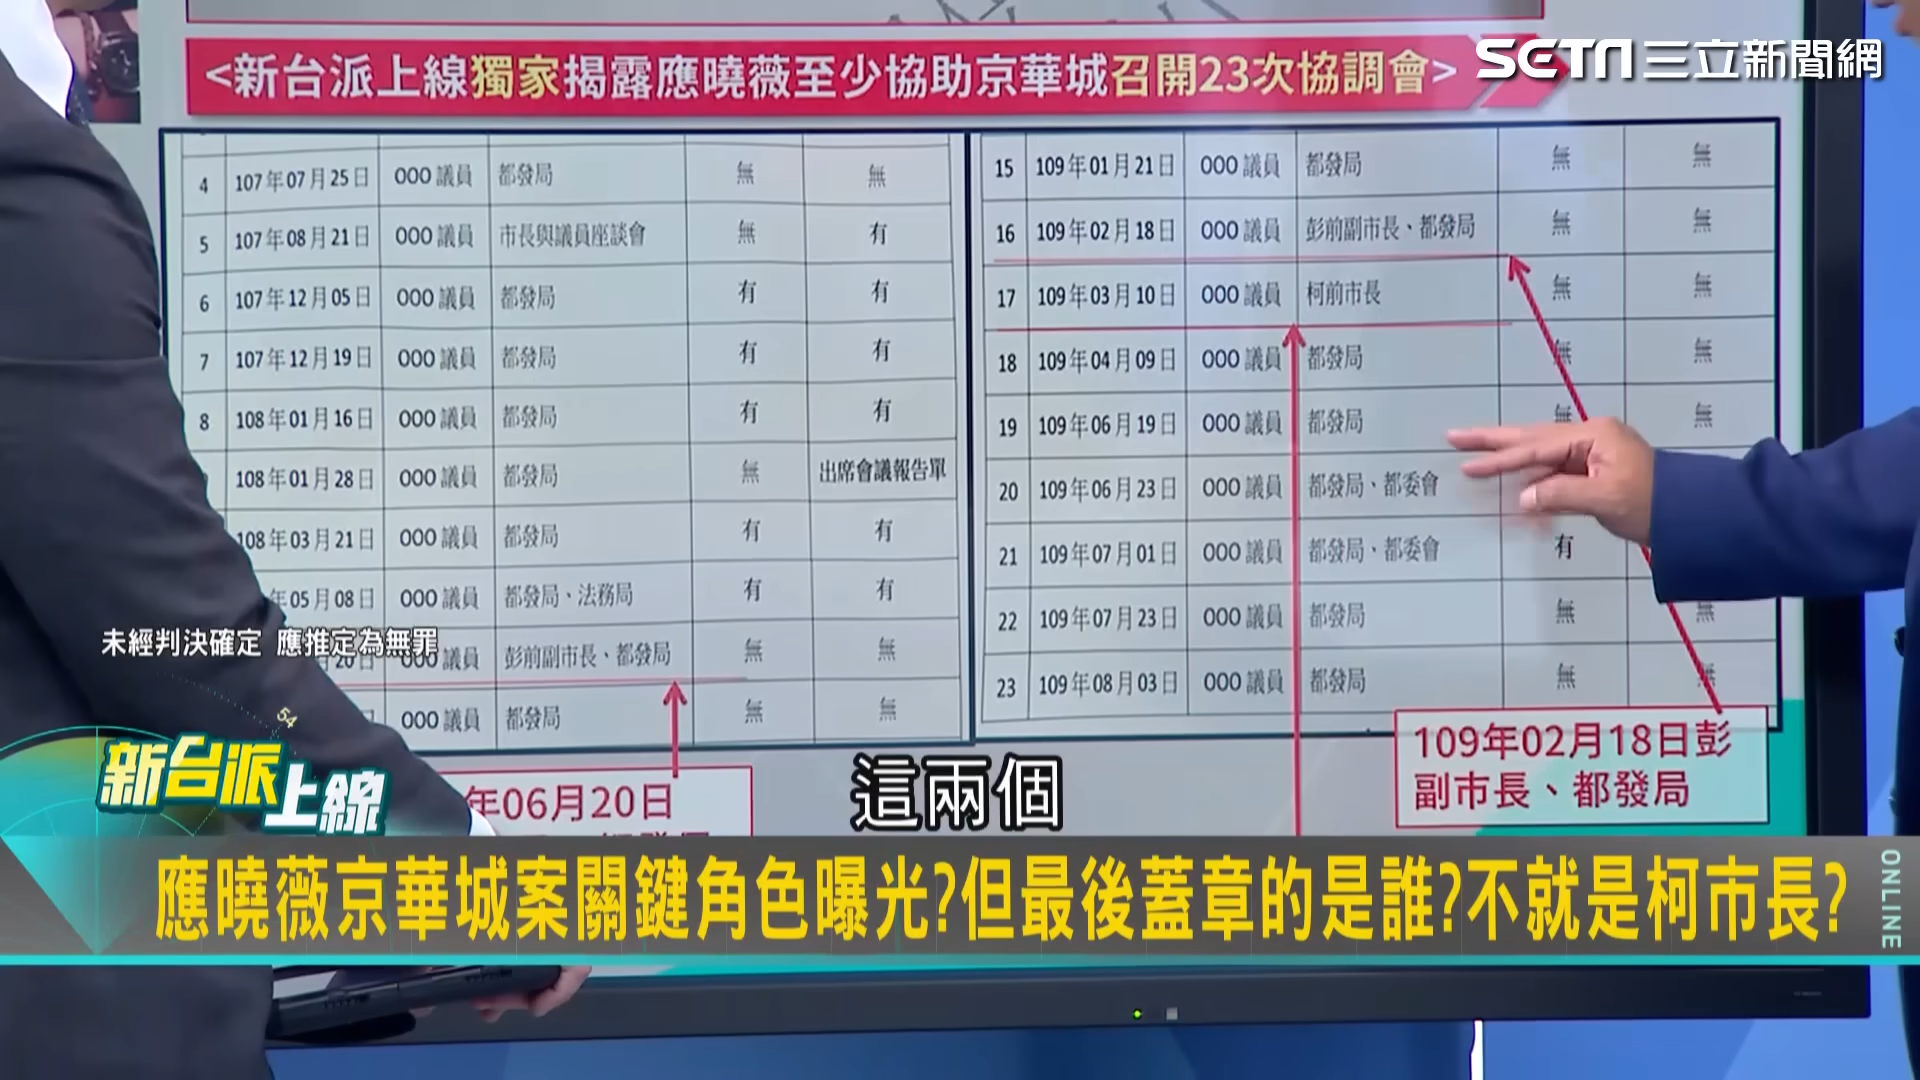 SETN三立新聞網
<新台派上線獨家揭露應曉薇至少協助京華城召開23次協調會>
4 107年07月25日 000議員 都發局 無 無
5 107年08月21日 000議員 市長與議員座談會 無 有
6 107年12月05日 000議員 都發局 有 有
7 107年12月19日 000議員 都發局 有 有
8 108年01月16日 000議員 都發局 有 有
108年01月28日 000議員 都發局 無 出席會議報告單
108年03月21日 000議員 都發局 有 有
年05月08日 000議員 都發局、法務局 有 有
20日 000議員 彭前副市長、都發局 無 無
000議員 都發局 無 無
15 109年01月21日 000議員 都發局 無 無
16 109年02月18日 000議員 彭前副市長、都發局 無 無
17 109年03月10日 000議員 柯前市長 無 無
18 109年04月09日 000議員 都發局 無 無
19 109年06月19日 000議員 都發局 無 無
20 109年06月23日 000議員 都發局、都委會
21 109年07月01日 000議員 都發局、都委會 有
22 109年07月23日 000議員 都發局 無 無
23 109年08月03日 000議員 都發局 無 無
未經判決確定 應推定為無罪
年06月20日
109年02月18日彭
副市長、都發局
54
新台派上線
這兩個
應曉薇京華城案關鍵角色曝光?但最後蓋章的是誰?不就是柯市長?
ONLINE